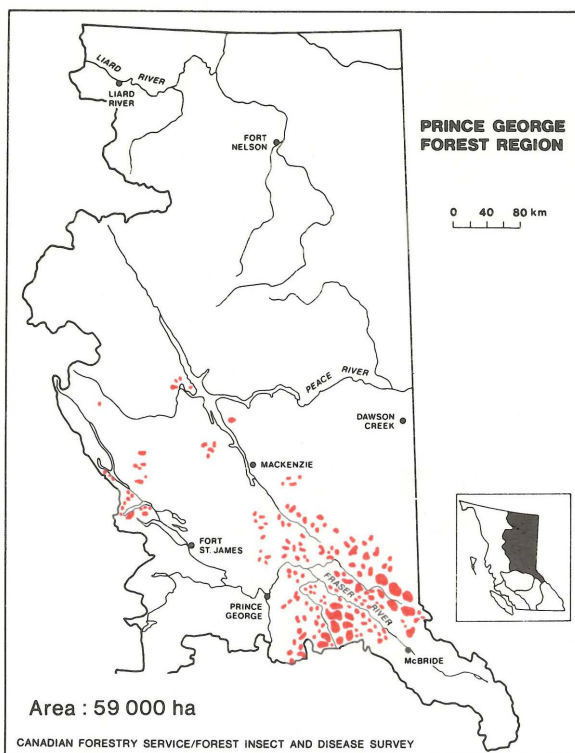 LIARD RIVER
LIARD
RIVER
FORT
NELSON
PRINCE GEORGE
FOREST REGION
0 40 80 km
PEACE RIVER
DAWSON
CREEK
MACKENZIE
FORT
ST. JAMES
FRASER RIVER
PRINCE
GEORGE
McBRIDE
Area : 59 000 ha
CANADIAN FORESTRY SERVICE/FOREST INSECT AND DISEASE SURVEY